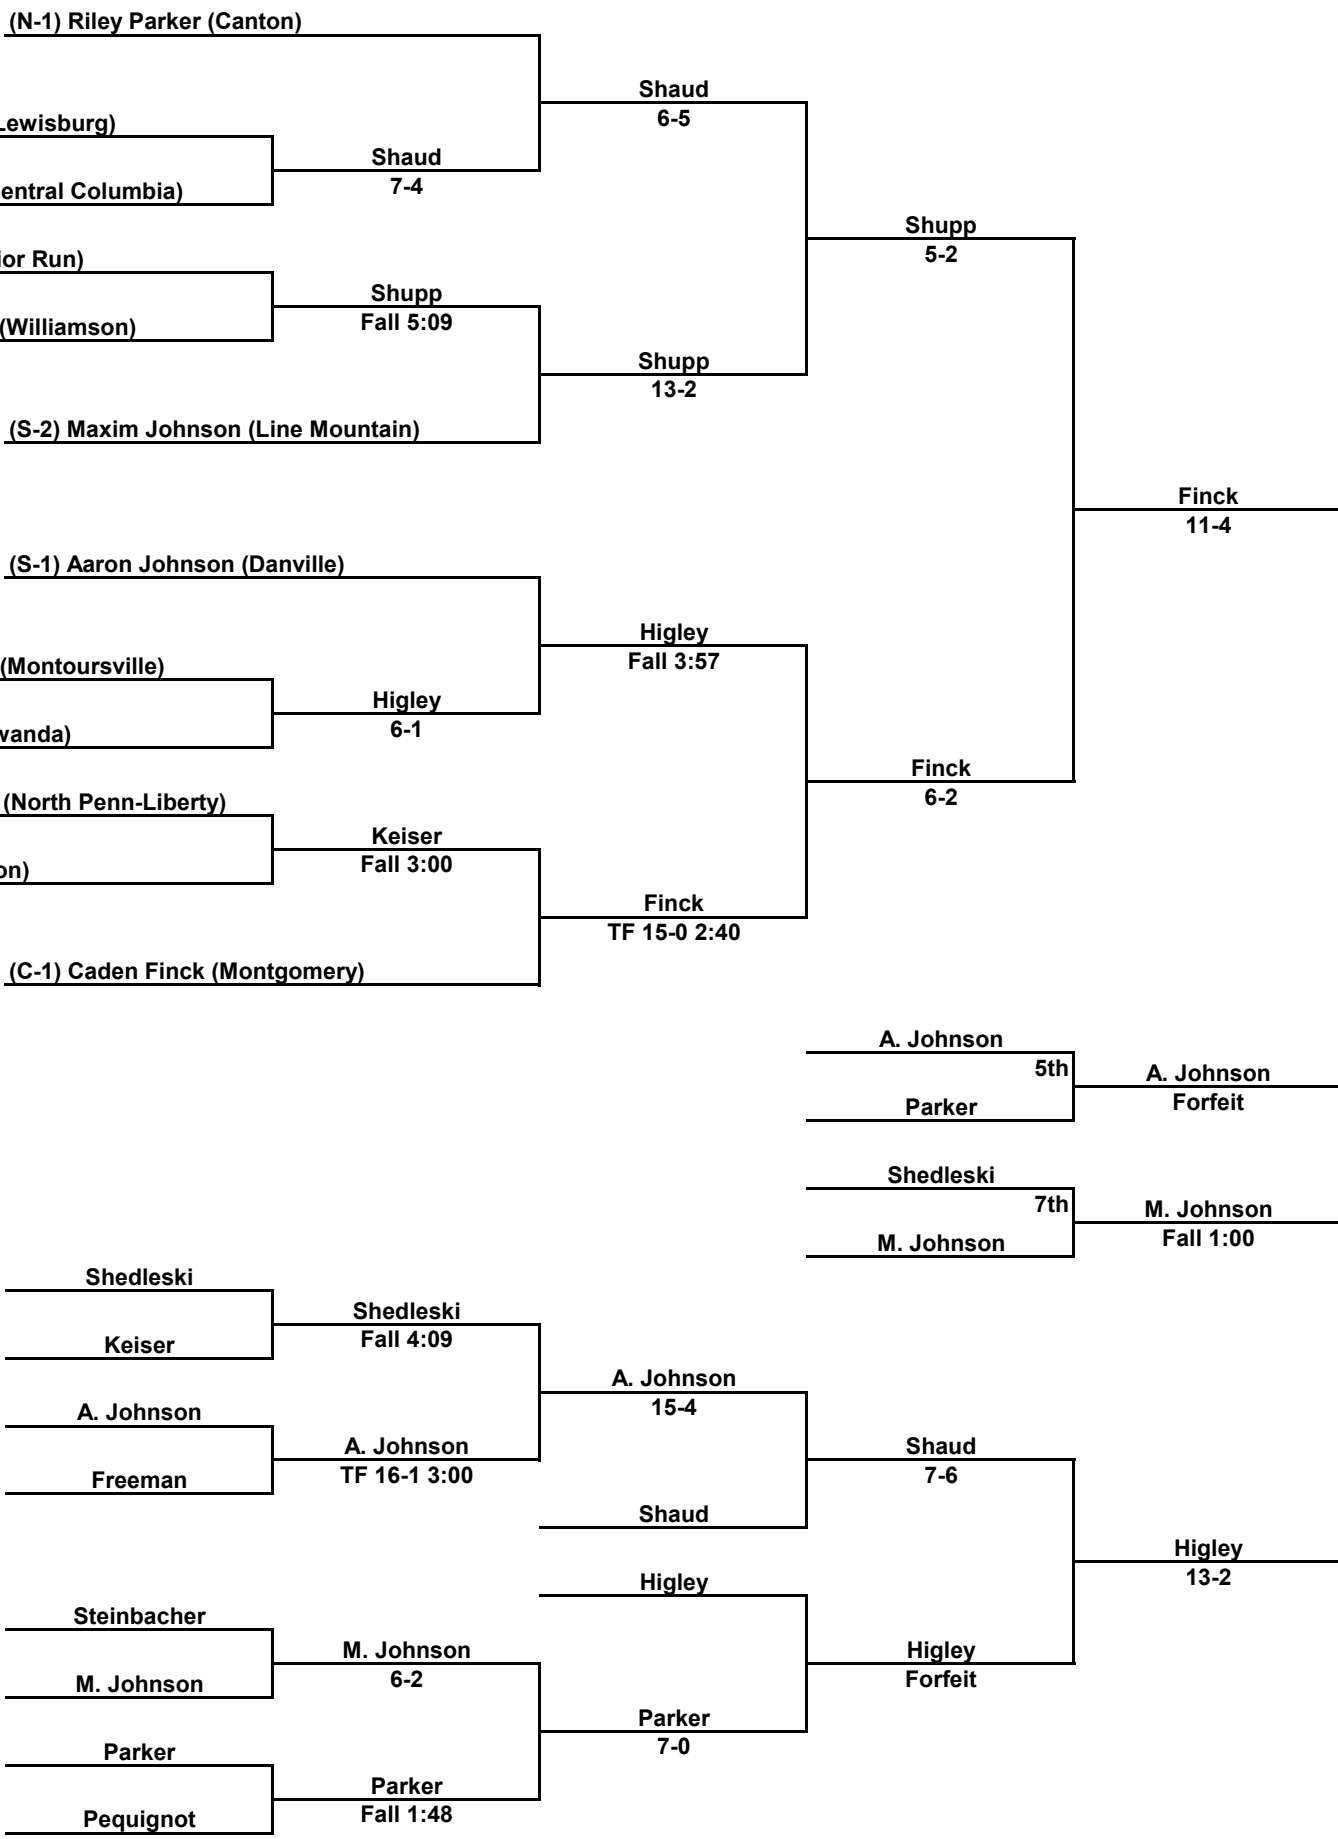 (N-1) Riley Parker (Canton)
Shaud
6-5
Lewisburg)
Shaud
7-4
entral Columbia)
Shupp
5-2
ior Run)
Shupp
Fall 5:09
(Williamson)
Shupp
13-2
(S-2) Maxim Johnson (Line Mountain)
Finck
11-4
(S-1) Aaron Johnson (Danville)
Higley
Fall 3:57
(Montoursville)
Higley
6-1
wanda)
Finck
6-2
(North Penn-Liberty)
Keiser
Fall 3:00
on)
Finck
TF 15-0 2:40
(C-1) Caden Finck (Montgomery)
A. Johnson
5th
A. Johnson
Forfeit
Parker
Shedleski
7th
M. Johnson
Fall 1:00
M. Johnson
Shedleski
Shedleski
Fall 4:09
Keiser
A. Johnson
15-4
A. Johnson
A. Johnson
TF 16-1 3:00
Freeman
Shaud
7-6
Shaud
Higley
13-2
Higley
Steinbacher
M. Johnson
6-2
M. Johnson
Higley
Forfeit
Parker
7-0
Parker
Parker
Fall 1:48
Pequignot